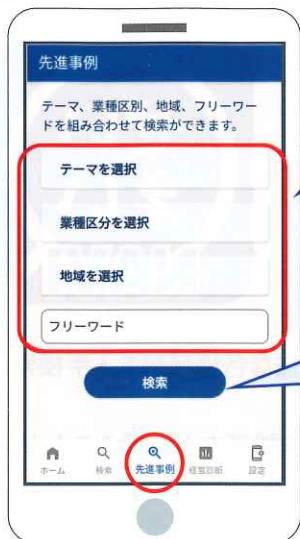 先進事例
テーマ、業種区別、地域、フリーワー
ドを組み合わせて検索ができます。
テーマを選択
業種区分を選択
地域を選択
フリーワード
検索
ホーム 検索 先進事例 経営診断 設定